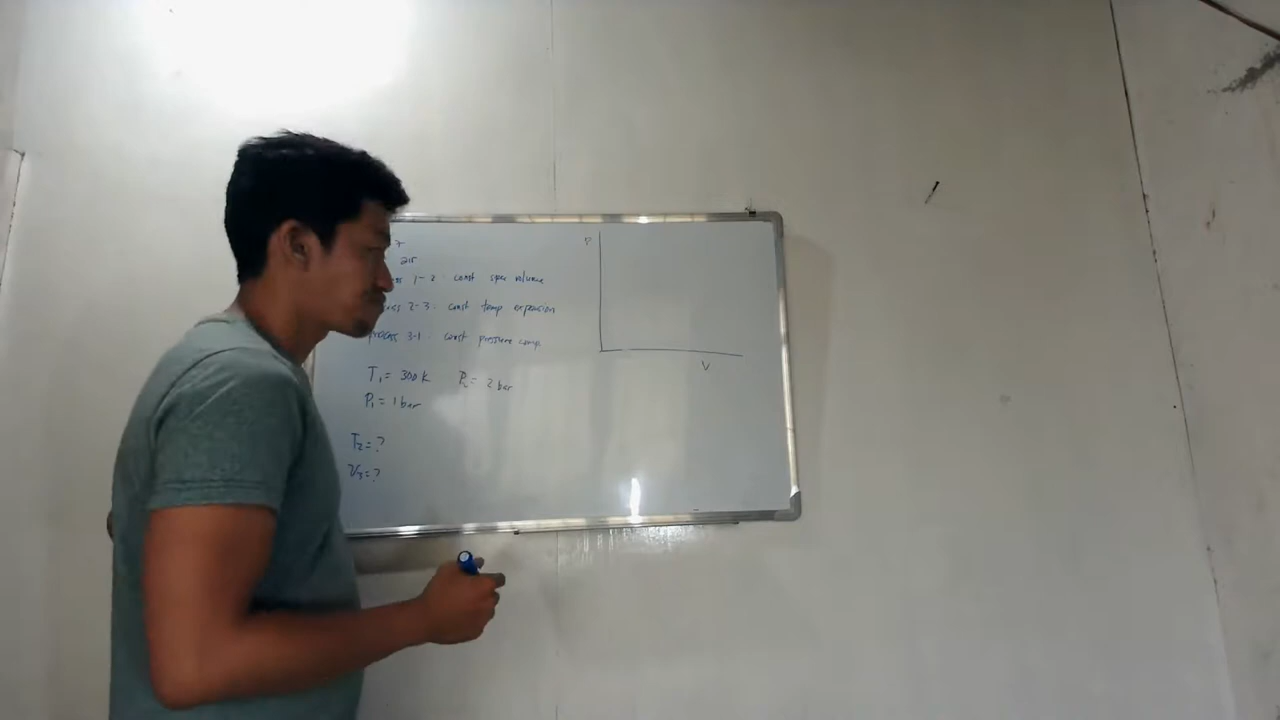 air
1-2. const spec volume
2-3. const temp expansion
process 3-1. const pressure comp
T1 = 300 K P2 = 2 bar
P1 = 1 bar
T2 = ?
V3 = ?
P
V